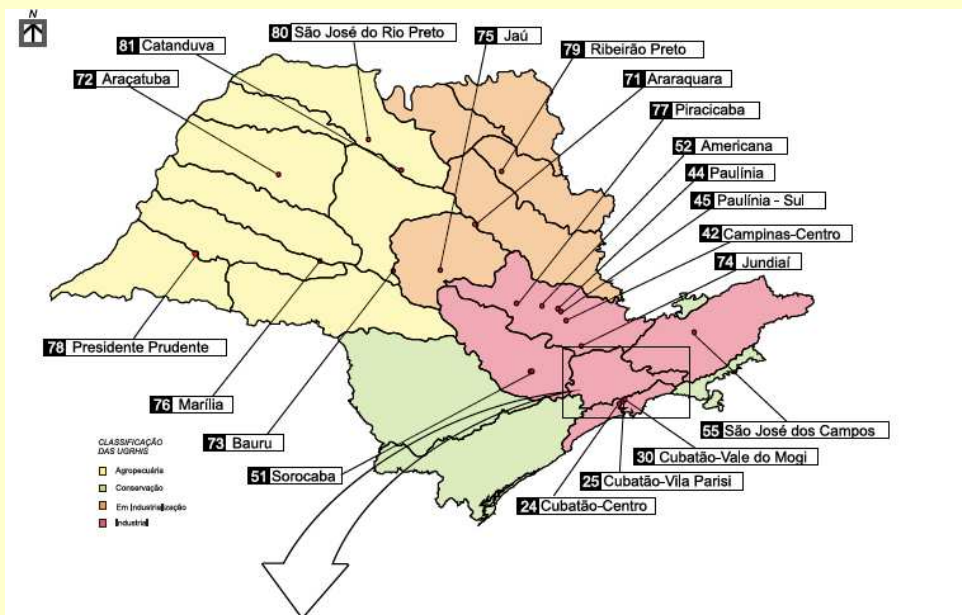 N
80 São José do Rio Preto
75 Jaú
81 Catanduva
79 Ribeirão Preto
72 Araçatuba
71 Araraquara
77 Piracicaba
52 Americana
44 Paulínia
45 Paulínia - Sul
42 Campinas-Centro
74 Jundiaí
78 Presidente Prudente
76 Marília
73 Bauru
55 São José dos Campos
51 Sorocaba
30 Cubatão-Vale do Mogi
25 Cubatão-Vila Parisi
24 Cubatão-Centro
CLASSIFICAÇÃO
DAS UGRHIS
Agropecuária
Conservação
Em Industrialização
Industrial